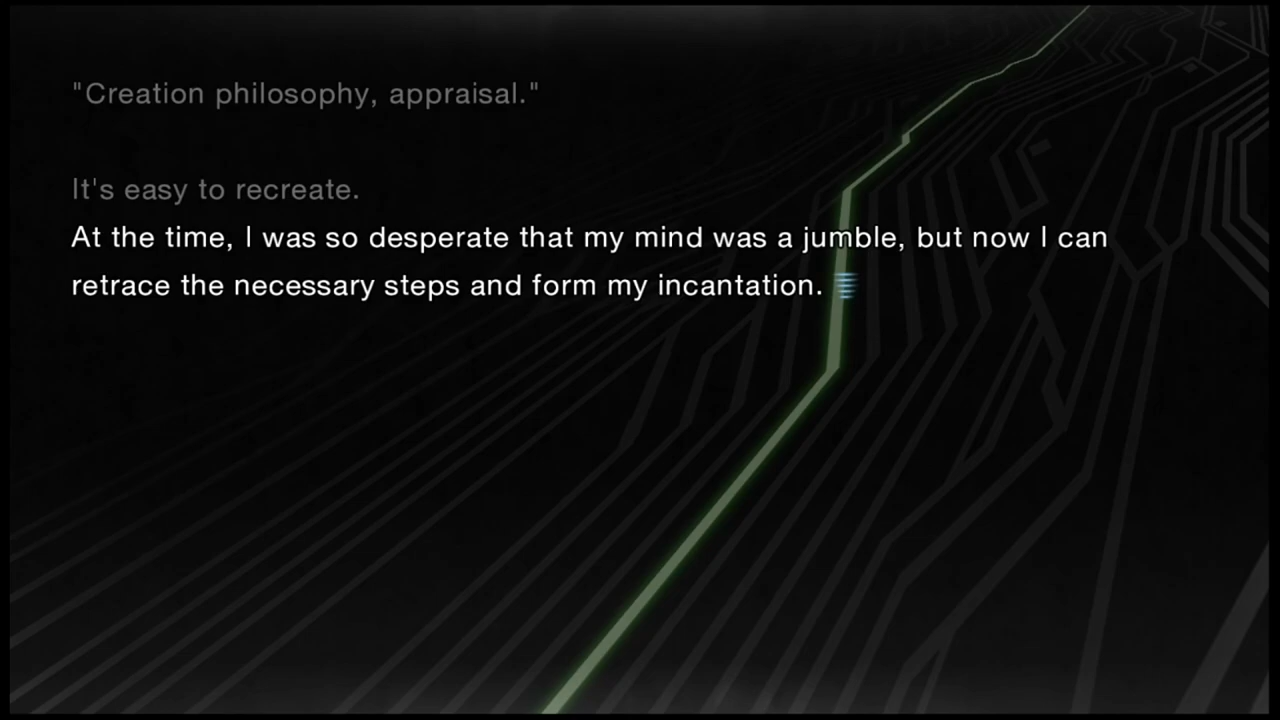 "Creation philosophy, appraisal."
It's easy to recreate.
At the time, I was so desperate that my mind was a jumble, but now I can
retrace the necessary steps and form my incantation.